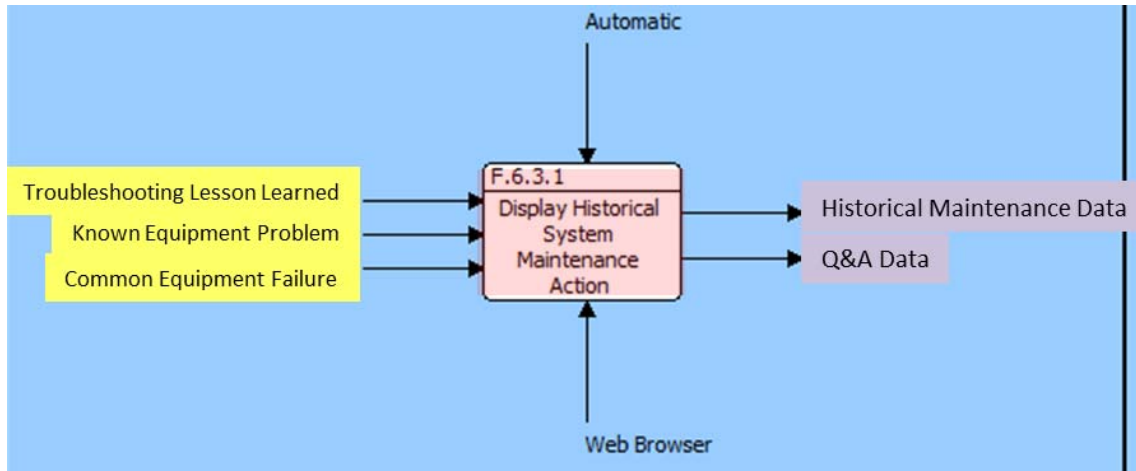 Automatic
Troubleshooting Lesson Learned
Known Equipment Problem
Common Equipment Failure
F.6.3.1
Display Historical
System
Maintenance
Action
Historical Maintenance Data
Q&A Data
Web Browser